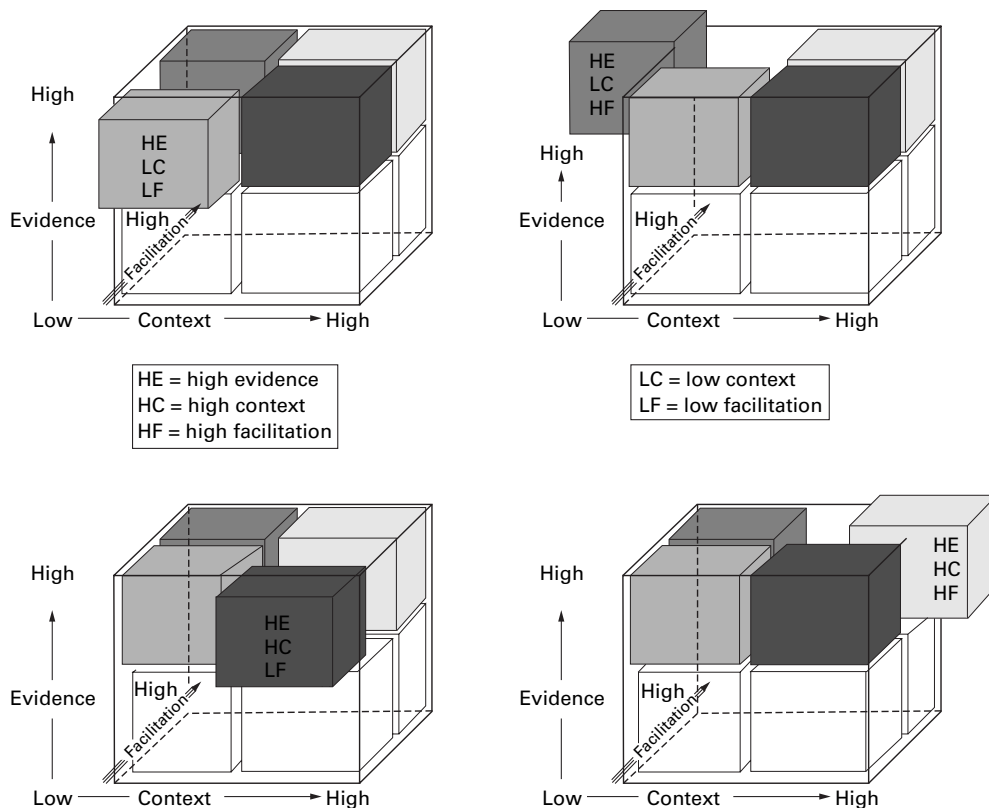 High
HE
LC
LF
Evidence
High
Facilitation
Low
Context
High
HE
LC
HF
High
Evidence
High
Facilitation
Low
Context
High
HE = high evidence
HC = high context
HF = high facilitation
LC = low context
LF = low facilitation
High
HE
HC
LF
Evidence
High
Facilitation
Low
Context
High
HE
HC
HF
High
Evidence
High
Facilitation
Low
Context
High